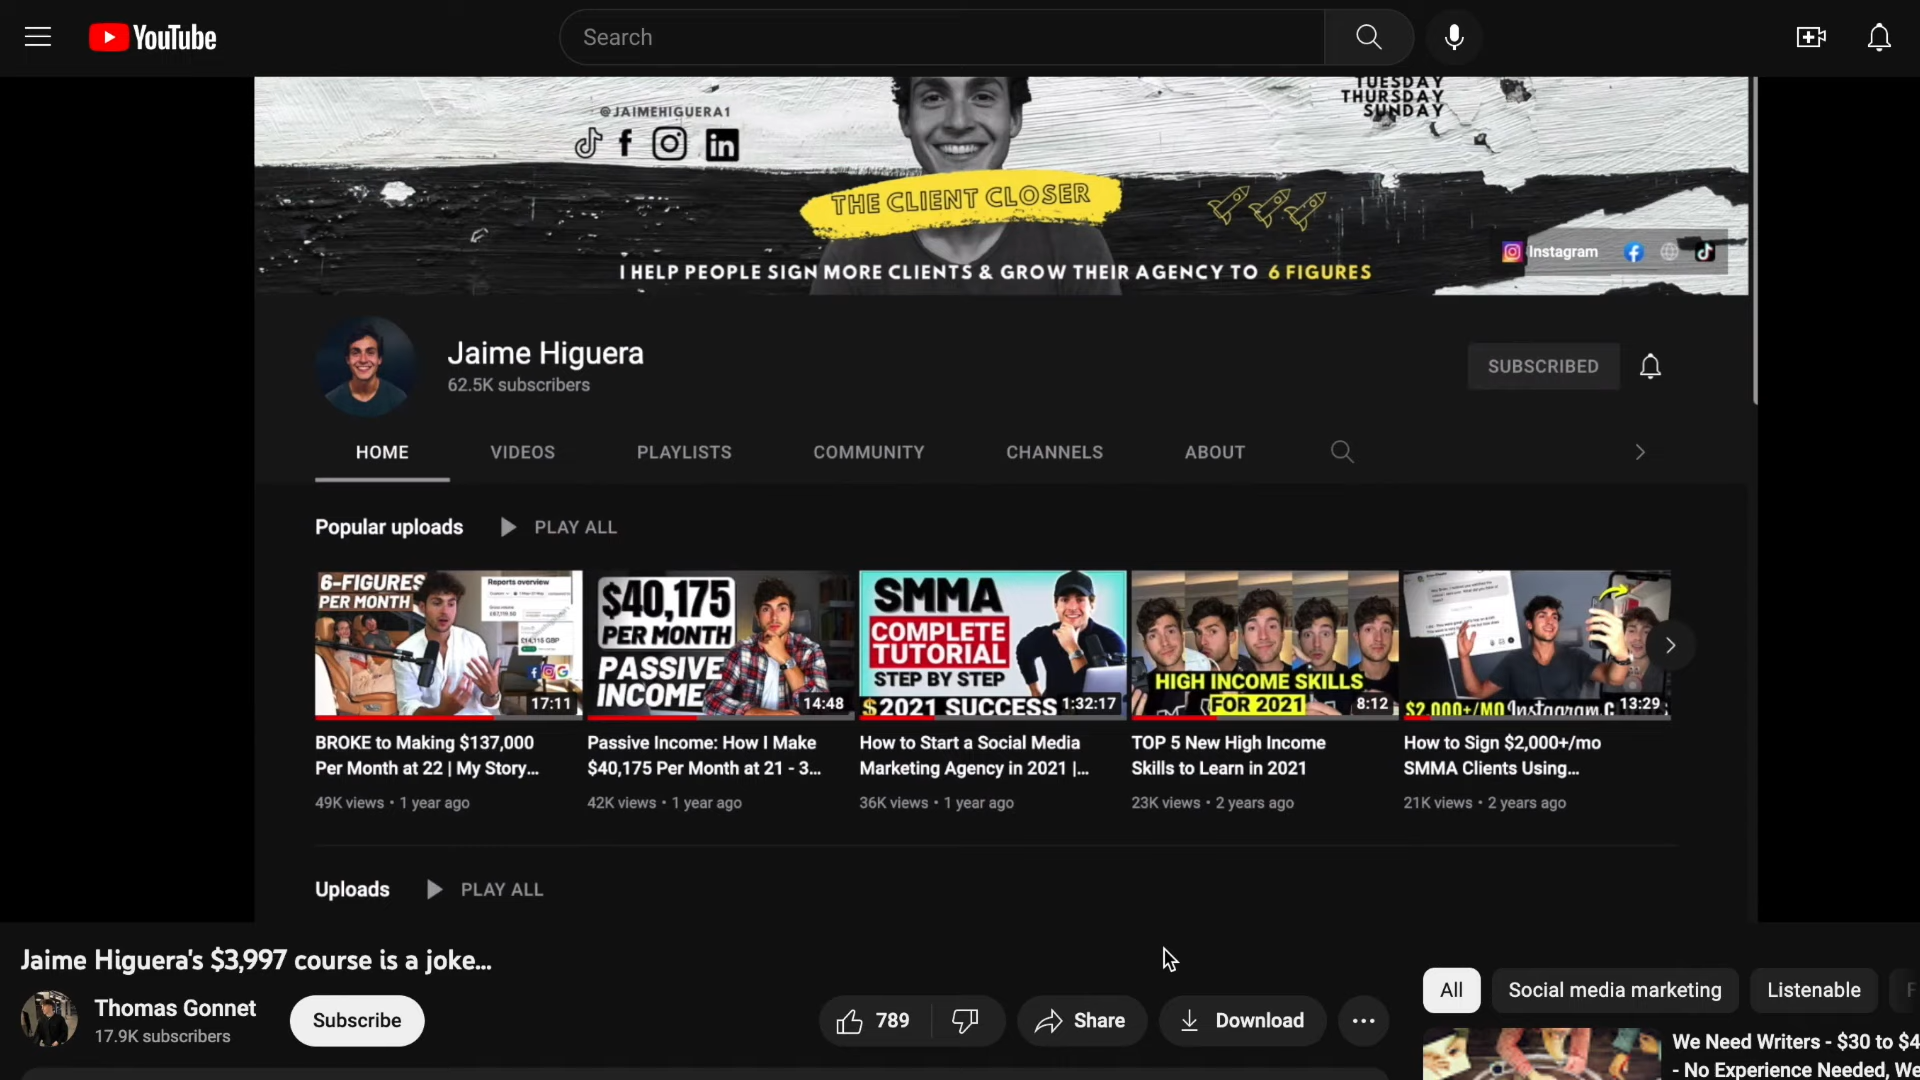 YouTube
Search
@JAIMEHIGUERA1
TUESDAY
THURSDAY
SUNDAY
THE CLIENT CLOSER
Instagram
I HELP PEOPLE SIGN MORE CLIENTS & GROW THEIR AGENCY TO 6 FIGURES
Jaime Higuera
62.5K subscribers
SUBSCRIBED
HOME VIDEOS PLAYLISTS COMMUNITY CHANNELS ABOUT
Popular uploads PLAY ALL
6-FIGURES
PER MONTH
Reports overview
17:11
$40,175
PER MONTH
PASSIVE
INCOME
14:48
SMMA
COMPLETE
TUTORIAL
STEP BY STEP
$2021 SUCCESS
1:32:17
HIGH INCOME SKILLS
FOR 2021
8:12
$2,000+/MO Instagram
13:29
BROKE to Making $137,000
Per Month at 22 | My Story...
49K views • 1 year ago
Passive Income: How I Make
$40,175 Per Month at 21 - 3...
42K views • 1 year ago
How to Start a Social Media
Marketing Agency in 2021 |...
36K views • 1 year ago
TOP 5 New High Income
Skills to Learn in 2021
23K views • 2 years ago
How to Sign $2,000+/mo
SMMA Clients Using...
21K views • 2 years ago
Uploads PLAY ALL
Jaime Higuera's $3,997 course is a joke...
Thomas Gonnet
17.9K subscribers
Subscribe
789
Share
Download
All
Social media marketing
Listenable
We Need Writers - $30 to $4
- No Experience Needed, We